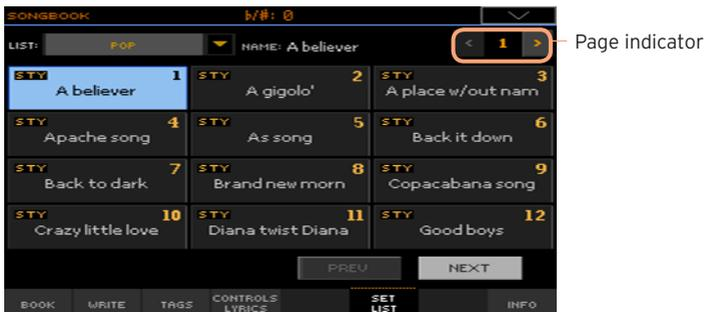 SONGBOOK b/#: 0
LIST: POP NAME: A believer < 1 > Page indicator
STY 1 STY 2 STY 3
A believer A gigolo' A place w/out nam
STY 4 STY 5 STY 6
Apache song As song Back it down
STY 7 STY 8 STY 9
Back to dark Brand new morn Copacabana song
STY 10 STY 11 STY 12
Crazy little love Diana twist Diana Good boys
PREV NEXT
BOOK WRITE TAGS CONTROLS LYRICS SET LIST INFO